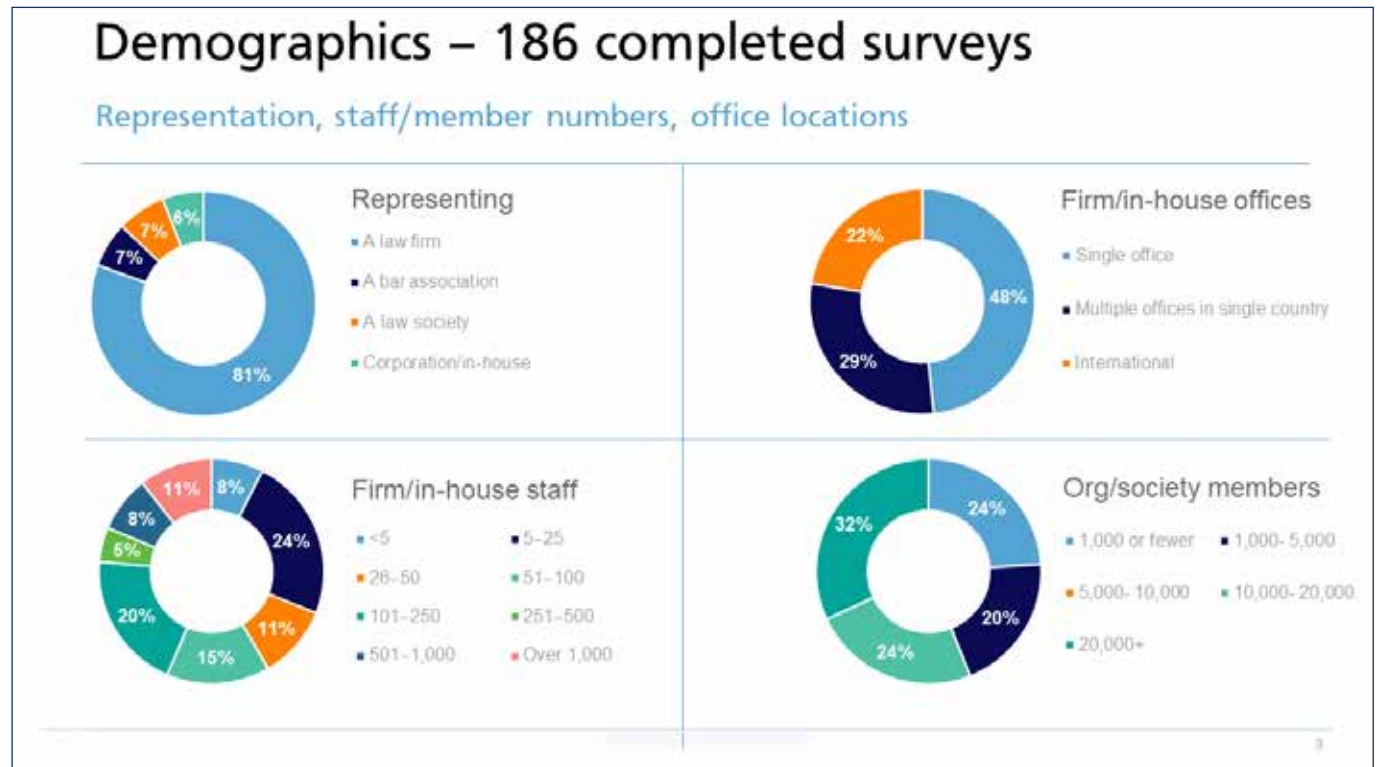 Demographics – 186 completed surveys
Representation, staff/member numbers, office locations
Representing
A law firm
A bar association
A law society
Corporation/in-house
81%
7%
7%
6%
Firm/in-house offices
Single office
Multiple offices in single country
International
48%
29%
22%
Firm/in-house staff
<5
5–25
26–50
51–100
101–250
251–500
501–1,000
Over 1,000
8%
24%
11%
15%
20%
5%
8%
11%
Org/society members
1,000 or fewer
1,000- 5,000
5,000- 10,000
10,000- 20,000
20,000+
24%
20%
24%
32%
3